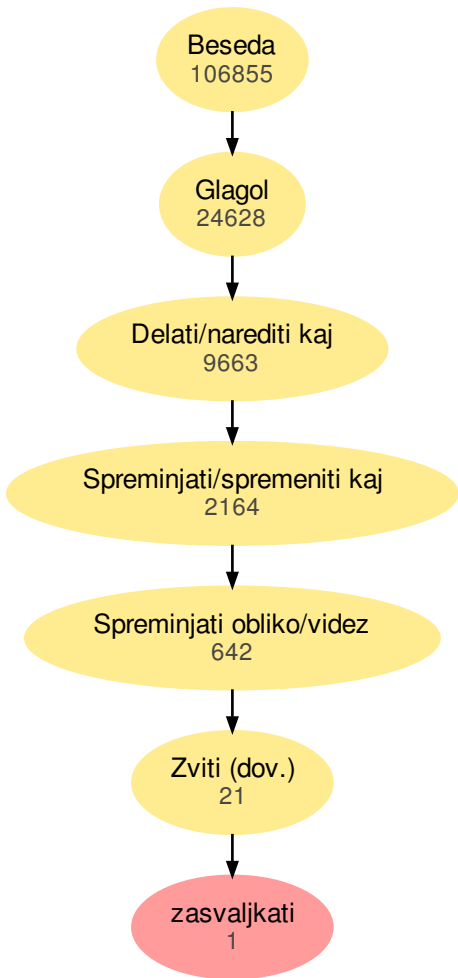 Beseda
106855
Glagol
24628
Delati/narediti kaj
9663
Spreminjati/spremeniti kaj
2164
Spreminjati obliko/videz
642
Zviti (dov.)
21
zasvaljkati
1